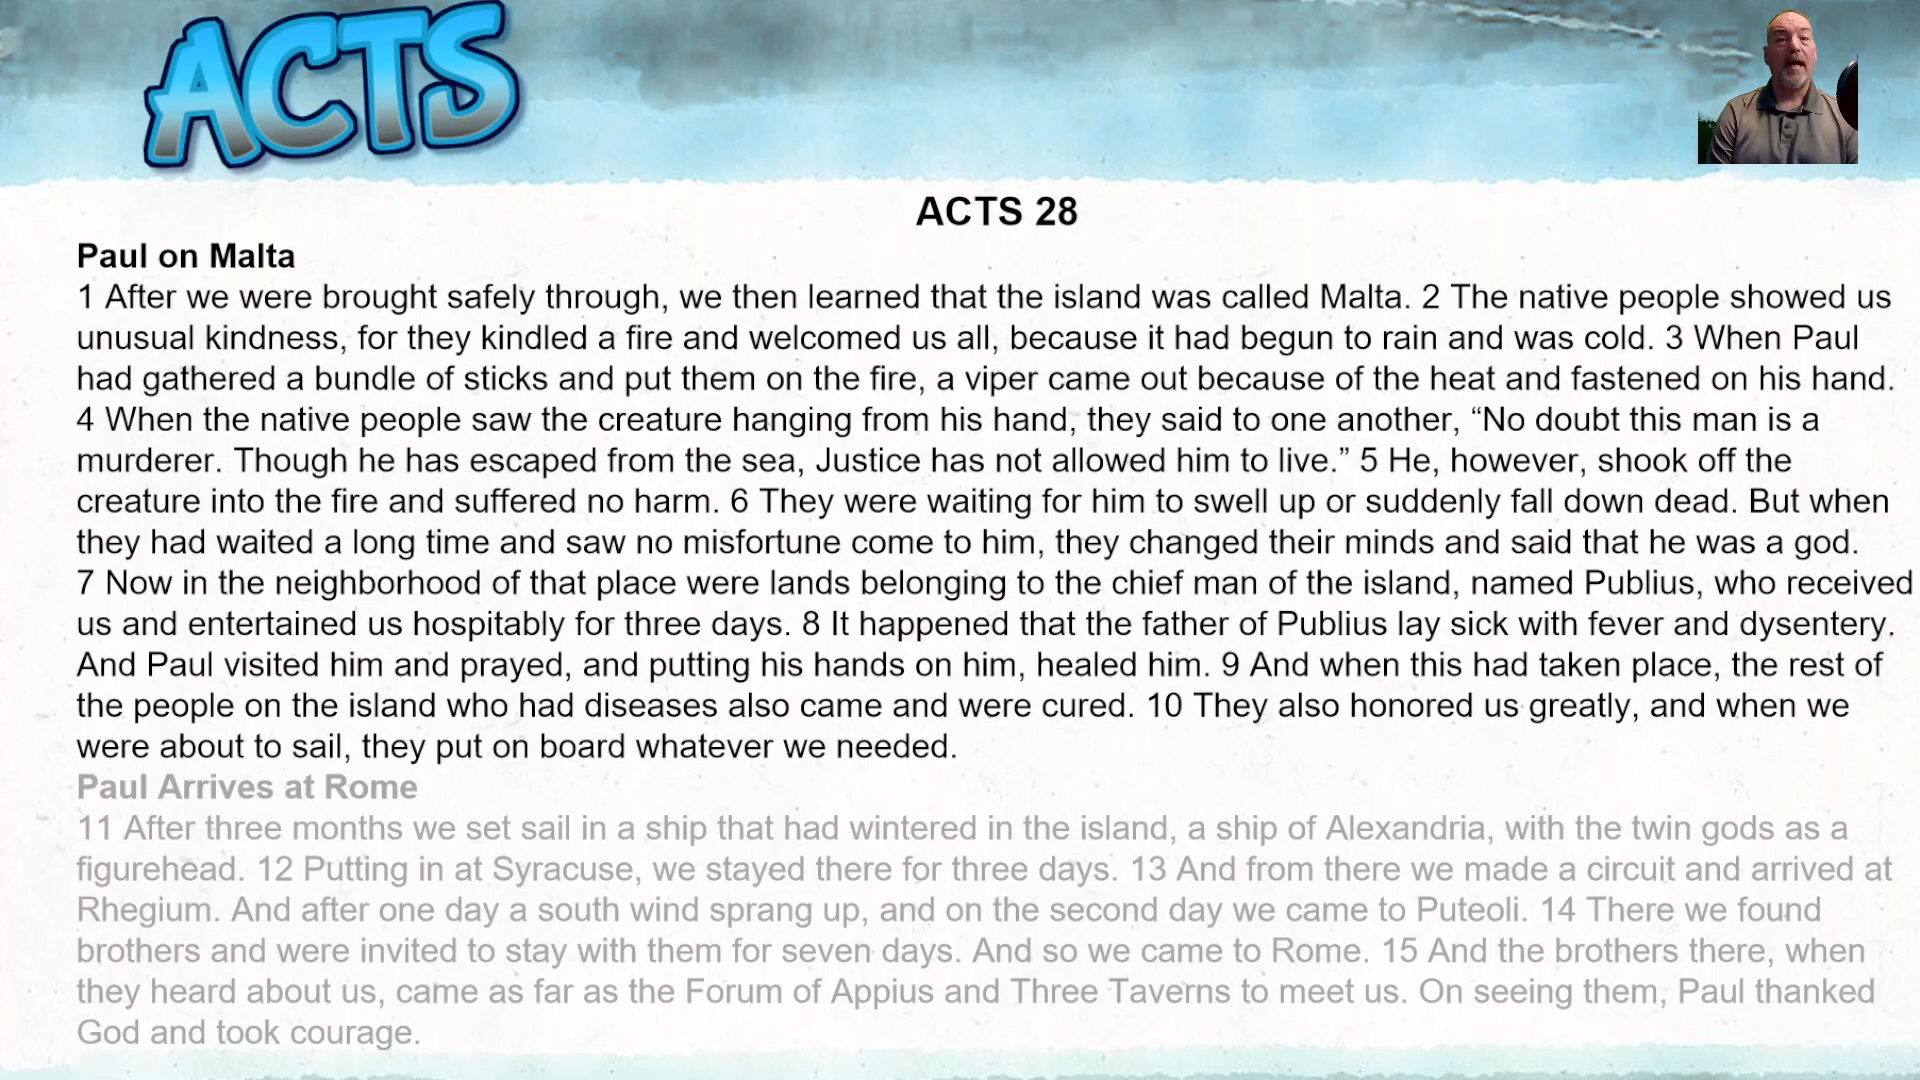 ACTS
ACTS 28
Paul on Malta
1 After we were brought safely through, we then learned that the island was called Malta. 2 The native people showed us
unusual kindness, for they kindled a fire and welcomed us all, because it had begun to rain and was cold. 3 When Paul
had gathered a bundle of sticks and put them on the fire, a viper came out because of the heat and fastened on his hand.
4 When the native people saw the creature hanging from his hand, they said to one another, “No doubt this man is a
murderer. Though he has escaped from the sea, Justice has not allowed him to live.” 5 He, however, shook off the
creature into the fire and suffered no harm. 6 They were waiting for him to swell up or suddenly fall down dead. But when
they had waited a long time and saw no misfortune come to him, they changed their minds and said that he was a god.
7 Now in the neighborhood of that place were lands belonging to the chief man of the island, named Publius, who received
us and entertained us hospitably for three days. 8 It happened that the father of Publius lay sick with fever and dysentery.
And Paul visited him and prayed, and putting his hands on him, healed him. 9 And when this had taken place, the rest of
the people on the island who had diseases also came and were cured. 10 They also honored us greatly, and when we
were about to sail, they put on board whatever we needed.
Paul Arrives at Rome
11 After three months we set sail in a ship that had wintered in the island, a ship of Alexandria, with the twin gods as a
figurehead. 12 Putting in at Syracuse, we stayed there for three days. 13 And from there we made a circuit and arrived at
Rhegium. And after one day a south wind sprang up, and on the second day we came to Puteoli. 14 There we found
brothers and were invited to stay with them for seven days. And so we came to Rome. 15 And the brothers there, when
they heard about us, came as far as the Forum of Appius and Three Taverns to meet us. On seeing them, Paul thanked
God and took courage.